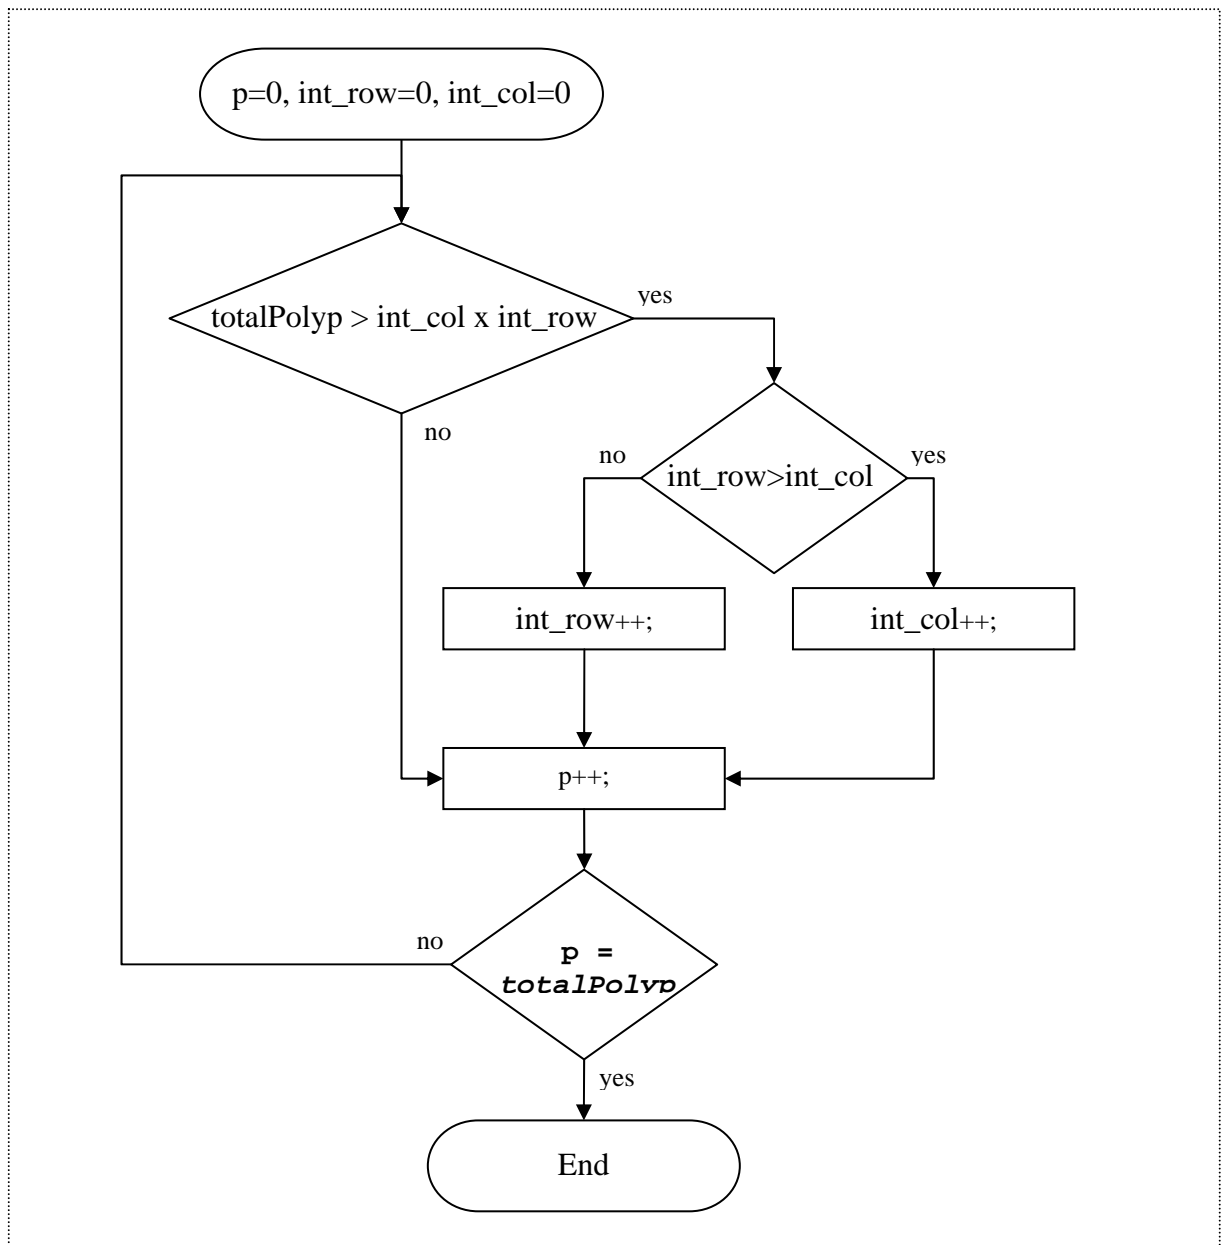 p=0, int_row=0, int_col=0
totalPolyp > int_col x int_row
yes
no
int_row>int_col
no
yes
int_row++;
int_col++;
p++;
p =
totalPolyp
no
yes
End